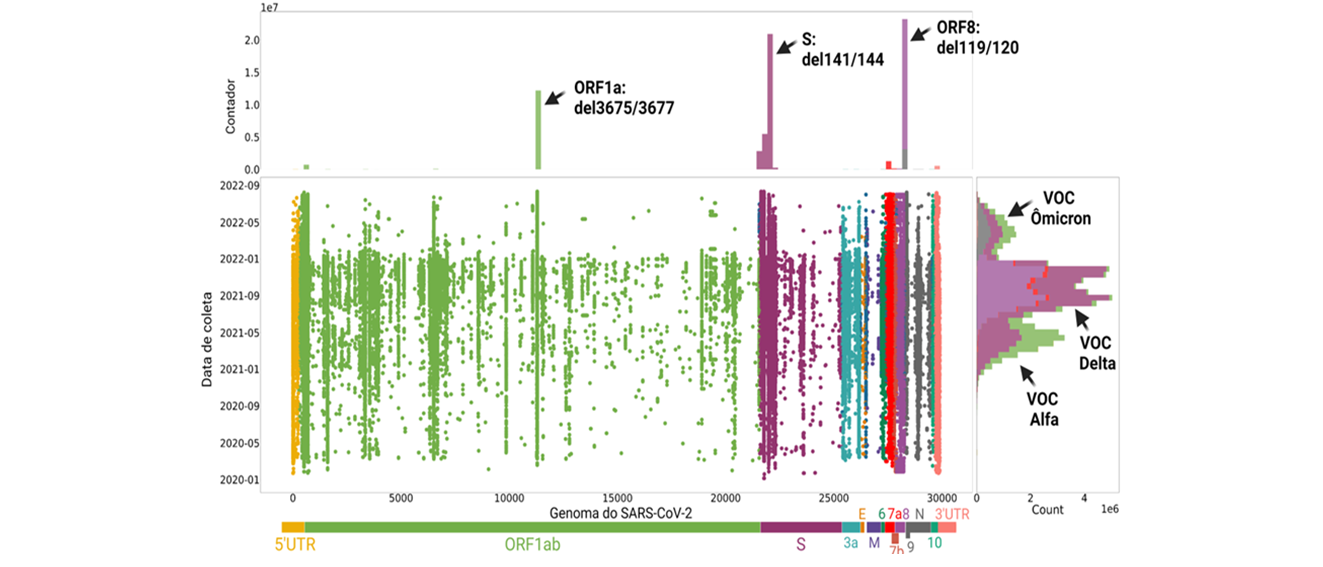 1e7
2.0
1.5
1.0
0.5
0.0
Contador
ORF1a:
del3675/3677
S:
del141/144
ORF8:
del119/120
2022-09
2022-05
2022-01
2021-09
2021-05
2021-01
2020-09
2020-05
2020-01
Data de coleta
VOC
Ômicron
VOC
Delta
VOC
Alfa
0 5000 10000 15000 20000 25000 30000
0 2 4
Count 1e6
Genoma do SARS-CoV-2
E 6 7a 8 N 3'UTR
5'UTR ORF1ab S 3a M 7b 9 10